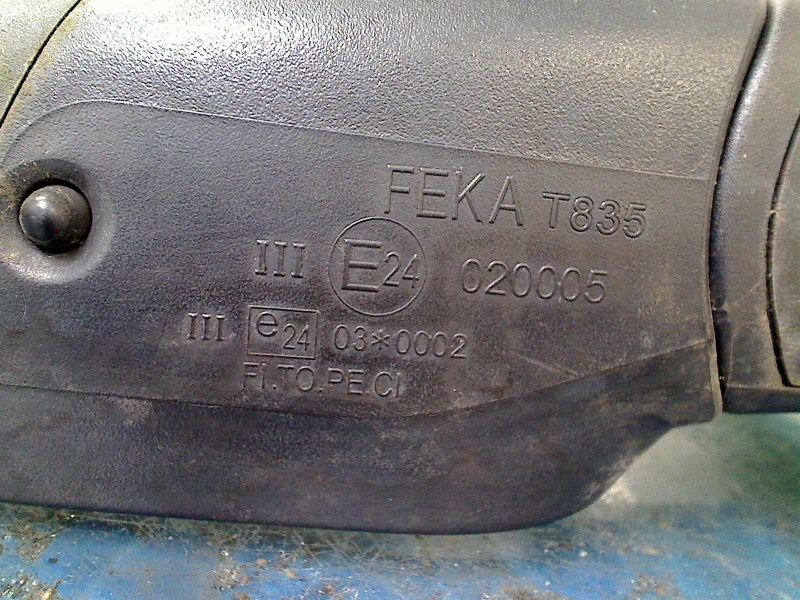 FEKA T835
III E24 020005
III e24 03*0002
FI.TO.PE.CI